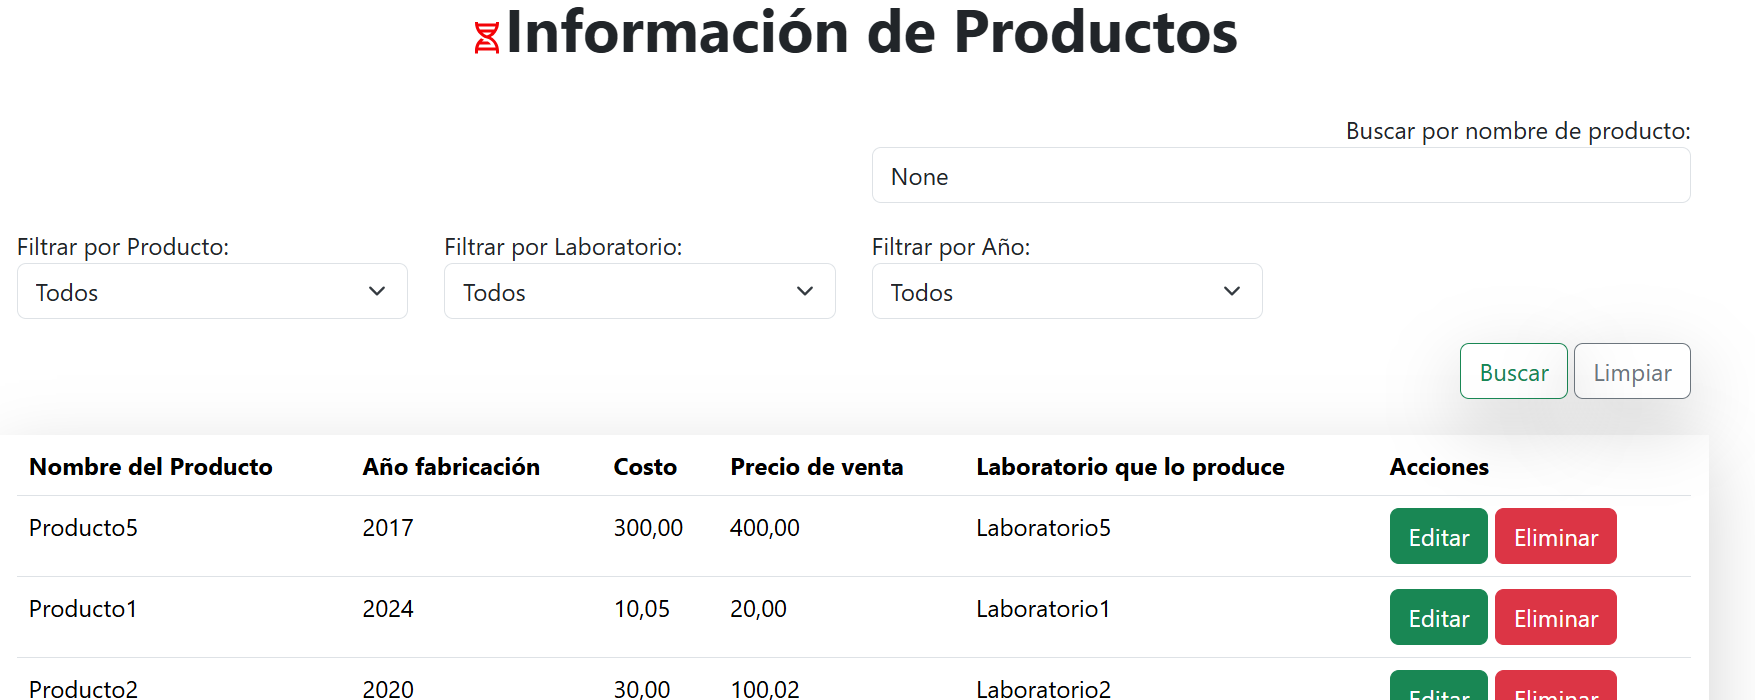 Información de Productos
Buscar por nombre de producto:
None
Filtrar por Producto: Filtrar por Laboratorio: Filtrar por Año:
Todos Todos Todos
Buscar Limpiar
Nombre del Producto Año fabricación Costo Precio de venta Laboratorio que lo produce Acciones
Producto5 2017 300,00 400,00 Laboratorio5 Editar Eliminar
Producto1 2024 10,05 20,00 Laboratorio1 Editar Eliminar
Producto2 2020 30,00 100,02 Laboratorio2 Editar Eliminar